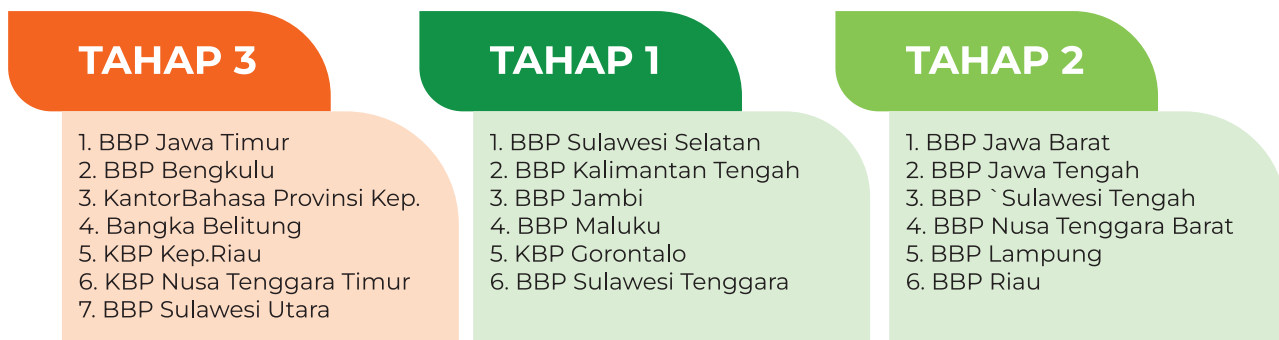 TAHAP 3
1. BBP Jawa Timur
2. BBP Bengkulu
3. KantorBahasa Provinsi Kep.
4. Bangka Belitung
5. KBP Kep.Riau
6. KBP Nusa Tenggara Timur
7. BBP Sulawesi Utara
TAHAP 1
1. BBP Sulawesi Selatan
2. BBP Kalimantan Tengah
3. BBP Jambi
4. BBP Maluku
5. KBP Gorontalo
6. BBP Sulawesi Tenggara
TAHAP 2
1. BBP Jawa Barat
2. BBP Jawa Tengah
3. BBP `Sulawesi Tengah
4. BBP Nusa Tenggara Barat
5. BBP Lampung
6. BBP Riau